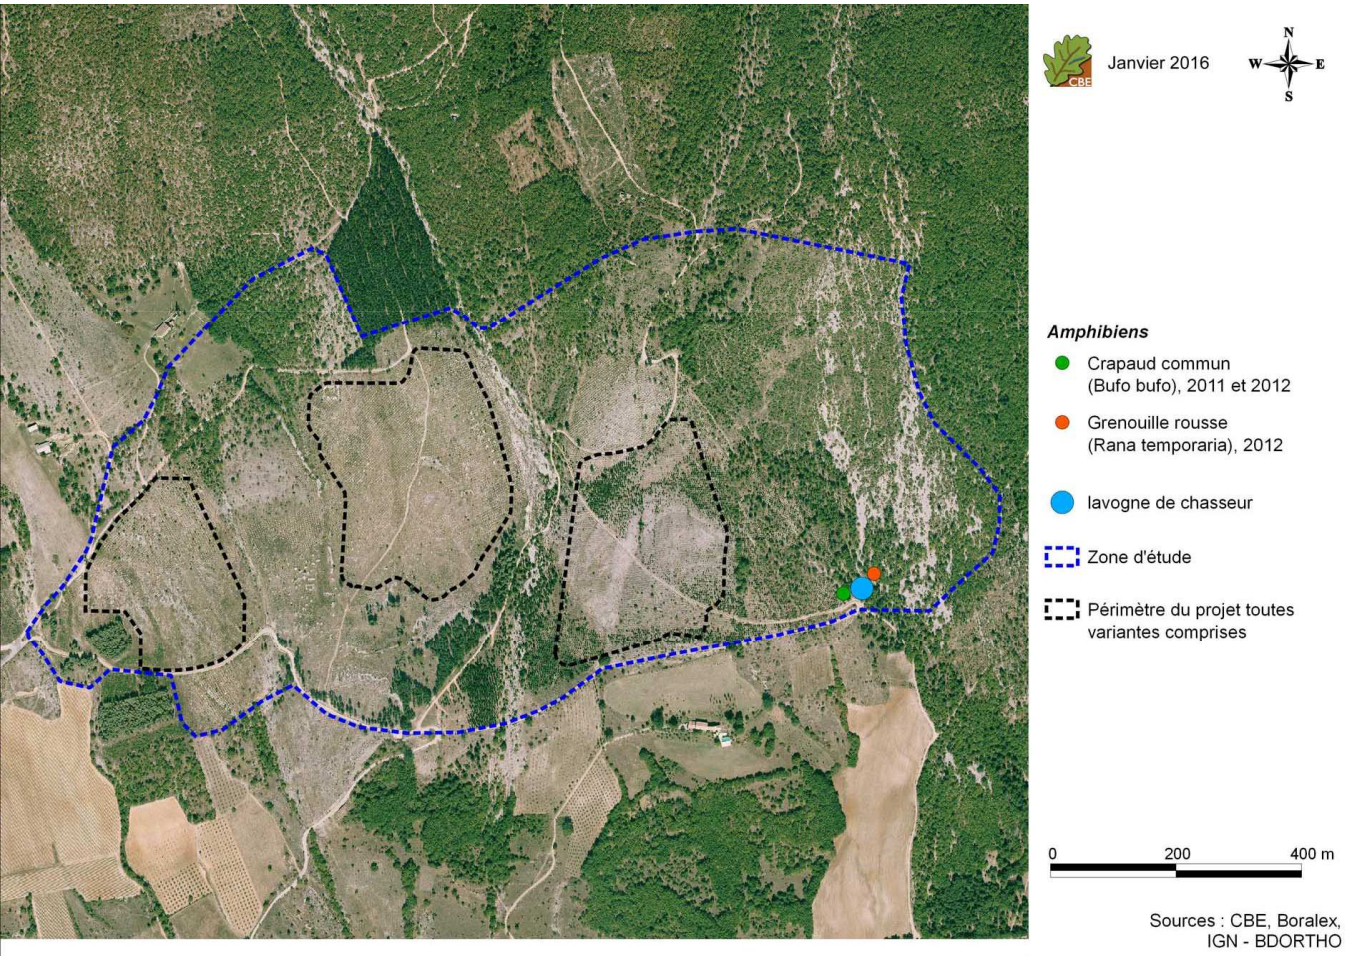 CBE
Janvier 2016
N
W E
S
Amphibiens
Crapaud commun
(Bufo bufo), 2011 et 2012
Grenouille rousse
(Rana temporaria), 2012
lavogne de chasseur
Zone d'étude
Périmètre du projet toutes
variantes comprises
0 200 400 m
Sources : CBE, Boralex,
IGN - BDORTHO